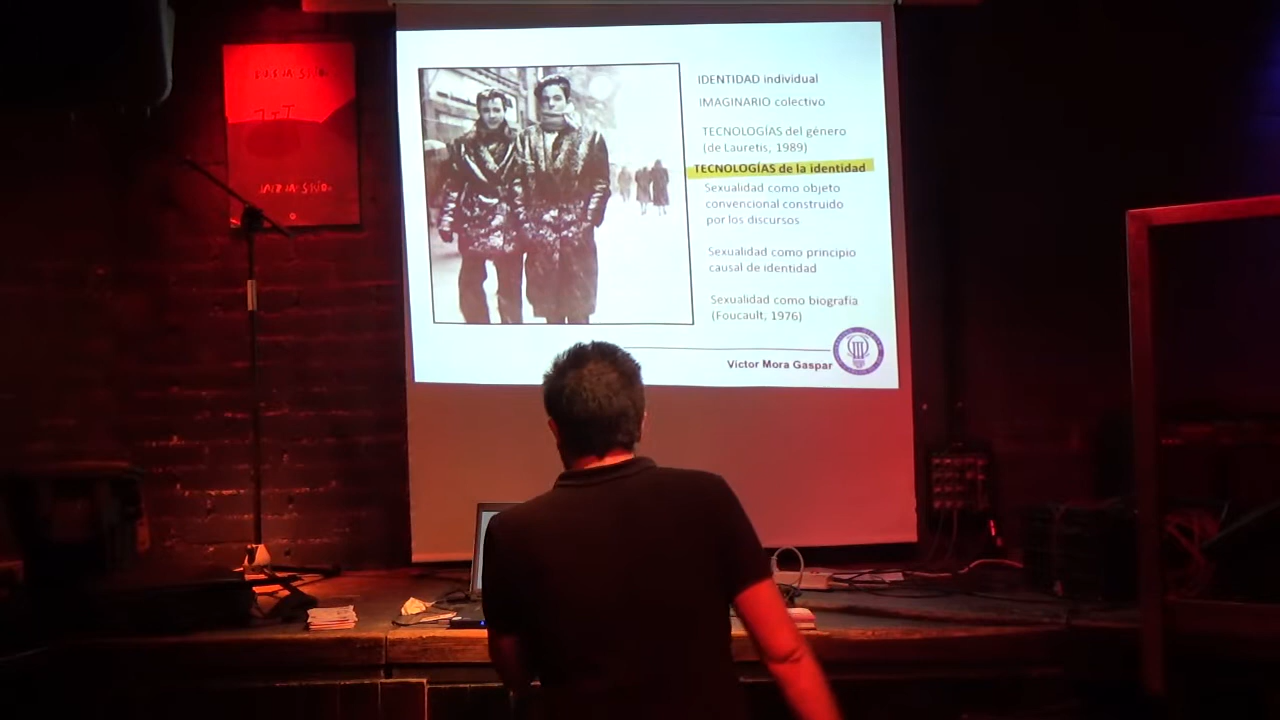 IDENTIDAD individual
IMAGINARIO colectivo
TECNOLOGÍAS del género
(de Lauretis, 1989)
TECNOLOGÍAS de la identidad
Sexualidad como objeto
convencional construido
por los discursos
Sexualidad como principio
causal de identidad
Sexualidad como biografía
(Foucault, 1976)
Víctor Mora Gaspar